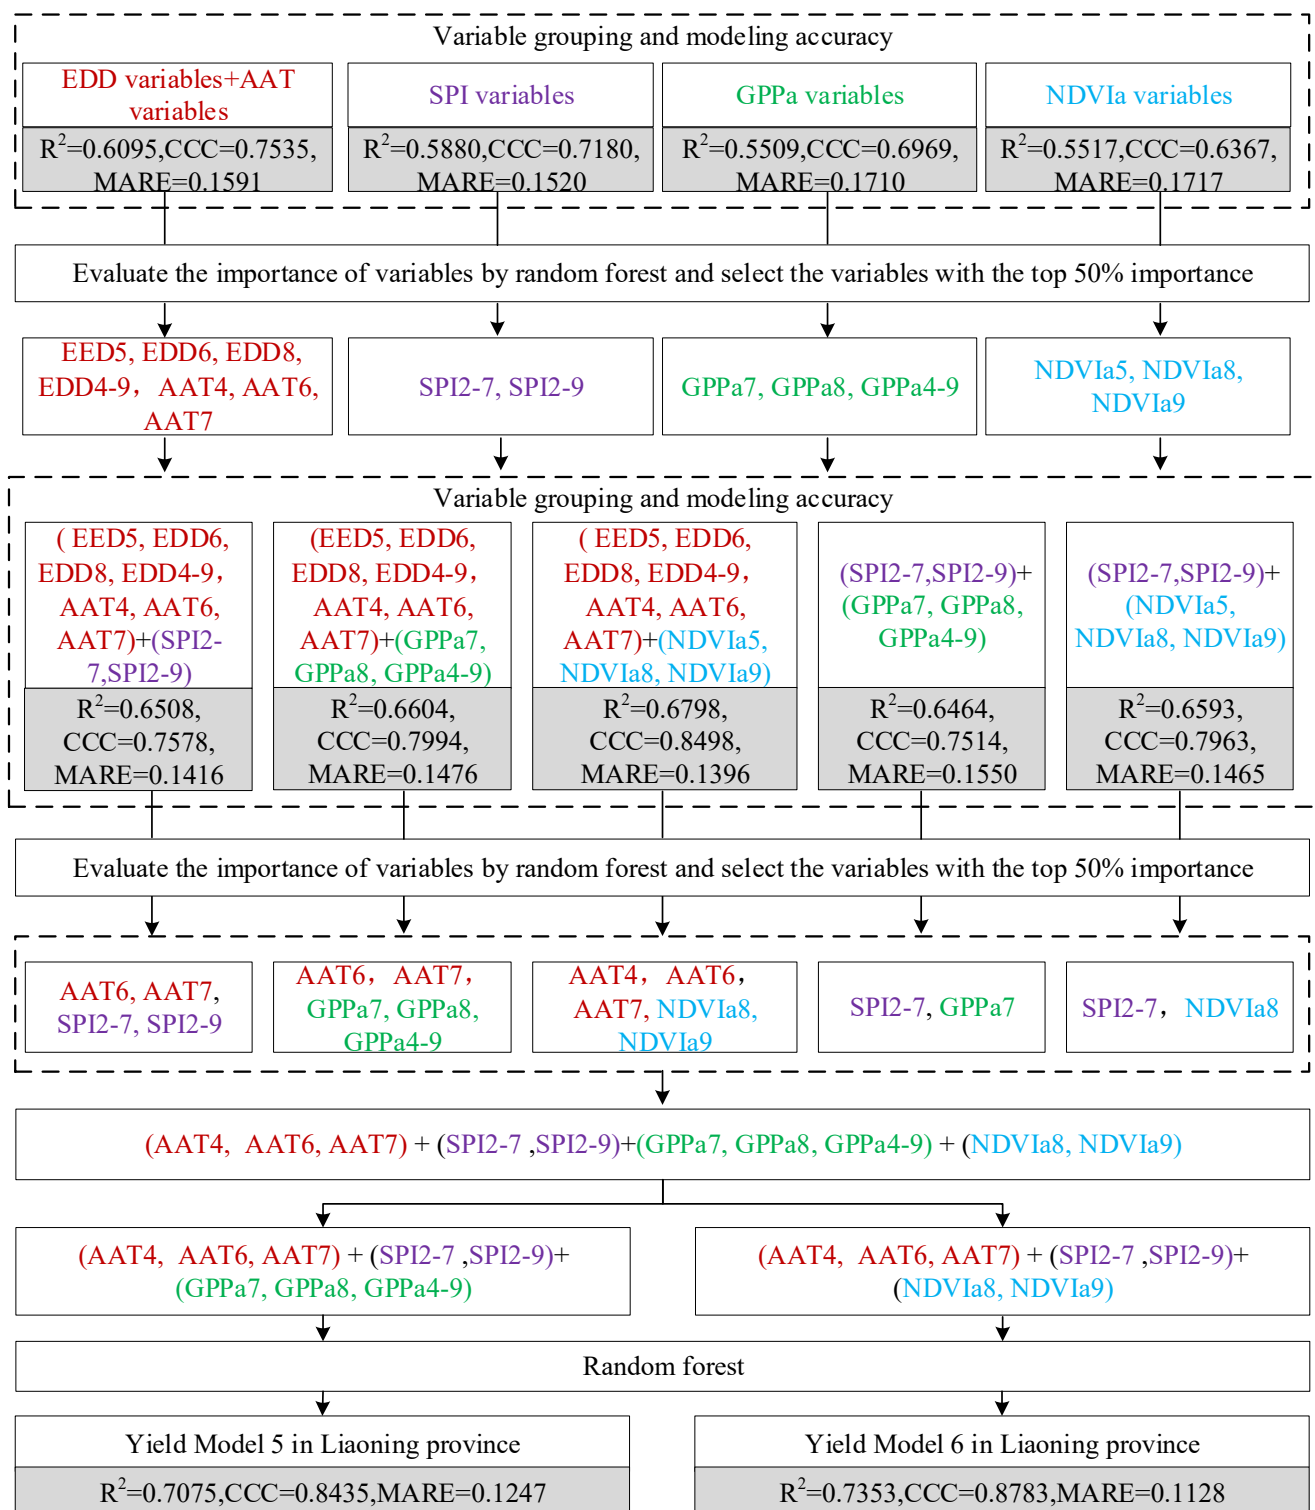 Variable grouping and modeling accuracy
EDD variables+AAT
variables
R²=0.6095,CCC=0.7535,
MARE=0.1591
SPI variables
R²=0.5880,CCC=0.7180,
MARE=0.1520
GPPa variables
R²=0.5509,CCC=0.6969,
MARE=0.1710
NDVIa variables
R²=0.5517,CCC=0.6367,
MARE=0.1717
Evaluate the importance of variables by random forest and select the variables with the top 50% importance
EED5, EDD6, EDD8,
EDD4-9，AAT4, AAT6,
AAT7
SPI2-7, SPI2-9
GPPa7, GPPa8, GPPa4-9
NDVIa5, NDVIa8,
NDVIa9
Variable grouping and modeling accuracy
( EED5, EDD6,
EDD8, EDD4-9，
AAT4, AAT6,
AAT7)+(SPI2-
7,SPI2-9)
R²=0.6508,
CCC=0.7578,
MARE=0.1416
(EED5, EDD6,
EDD8, EDD4-9，
AAT4, AAT6,
AAT7)+(GPPa7,
GPPa8, GPPa4-9)
R²=0.6604,
CCC=0.7994,
MARE=0.1476
( EED5, EDD6,
EDD8, EDD4-9，
AAT4, AAT6,
AAT7)+(NDVIa5,
NDVIa8, NDVIa9)
R²=0.6798,
CCC=0.8498,
MARE=0.1396
(SPI2-7,SPI2-9)+
(GPPa7, GPPa8,
GPPa4-9)
R²=0.6464,
CCC=0.7514,
MARE=0.1550
(SPI2-7,SPI2-9)+
(NDVIa5,
NDVIa8, NDVIa9)
R²=0.6593,
CCC=0.7963,
MARE=0.1465
Evaluate the importance of variables by random forest and select the variables with the top 50% importance
AAT6, AAT7,
SPI2-7, SPI2-9
AAT6，AAT7，
GPPa7, GPPa8,
GPPa4-9
AAT4，AAT6，
AAT7, NDVIa8,
NDVIa9
SPI2-7, GPPa7
SPI2-7，NDVIa8
(AAT4, AAT6, AAT7) + (SPI2-7 ,SPI2-9)+(GPPa7, GPPa8, GPPa4-9) + (NDVIa8, NDVIa9)
(AAT4, AAT6, AAT7) + (SPI2-7 ,SPI2-9)+
(GPPa7, GPPa8, GPPa4-9)
(AAT4, AAT6, AAT7) + (SPI2-7 ,SPI2-9)+
(NDVIa8, NDVIa9)
Random forest
Yield Model 5 in Liaoning province
R²=0.7075,CCC=0.8435,MARE=0.1247
Yield Model 6 in Liaoning province
R²=0.7353,CCC=0.8783,MARE=0.1128